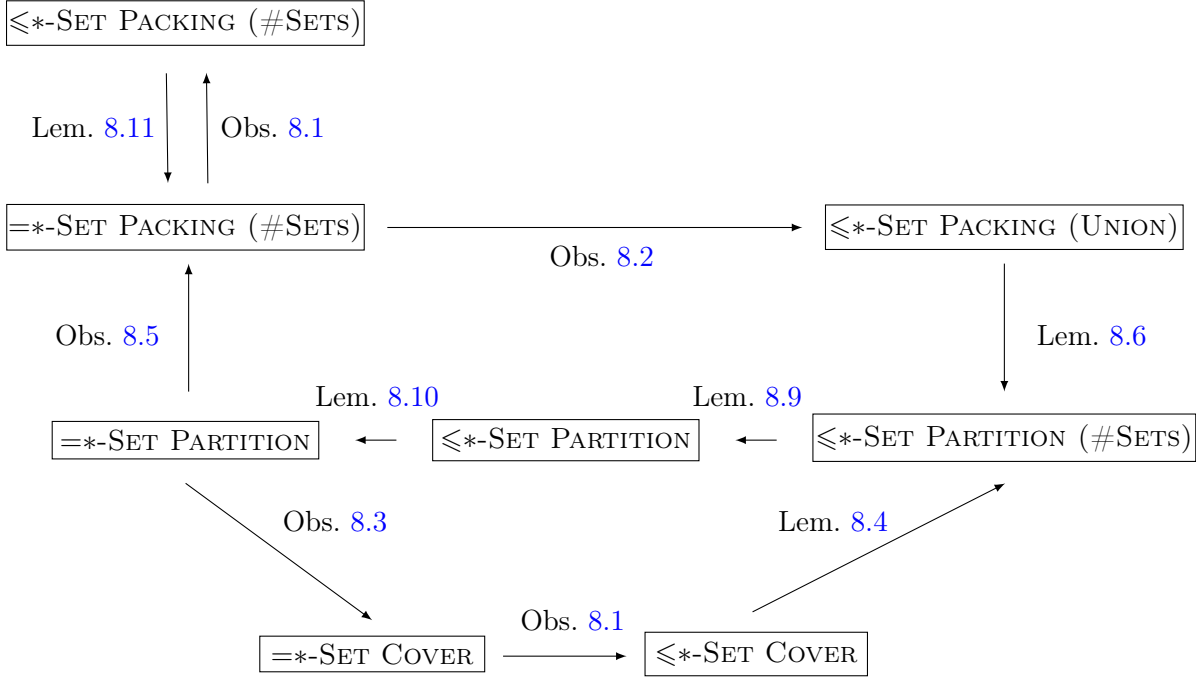 ⩽∗-Set Packing (#Sets)
Lem. 8.11
Obs. 8.1
=∗-Set Packing (#Sets)
⩽∗-Set Packing (Union)
Obs. 8.2
Obs. 8.5
Lem. 8.6
Lem. 8.10
Lem. 8.9
=∗-Set Partition
⩽∗-Set Partition
⩽∗-Set Partition (#Sets)
Obs. 8.3
Lem. 8.4
Obs. 8.1
=∗-Set Cover
⩽∗-Set Cover